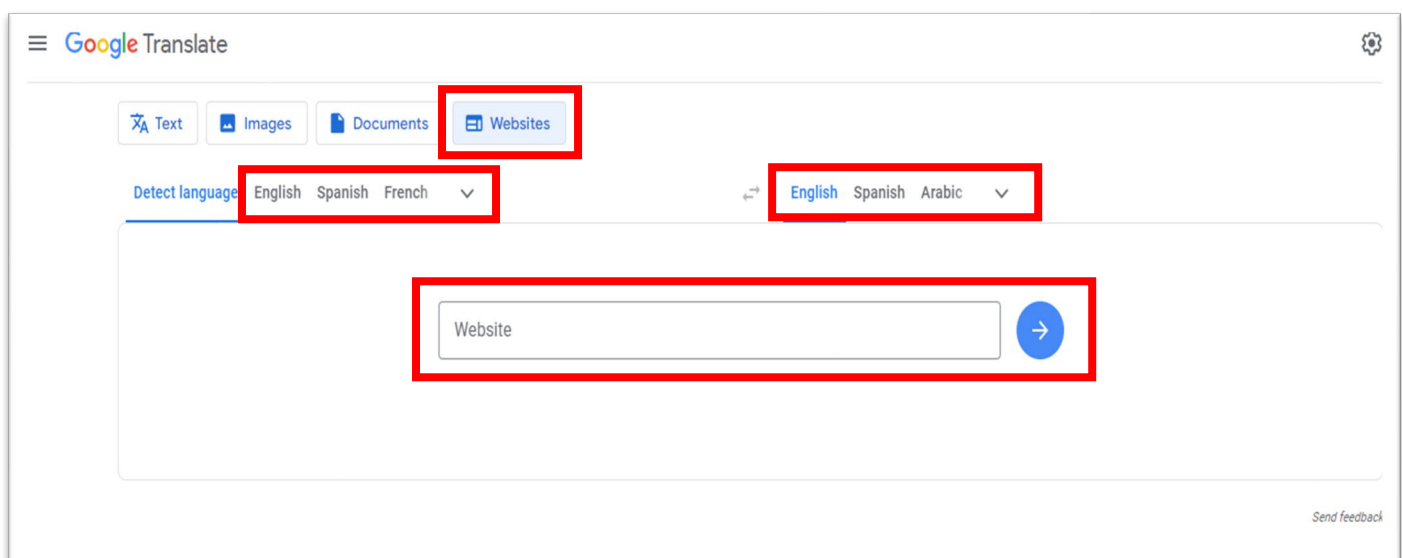 Google Translate
Text Images Documents Websites
Detect language English Spanish French English Spanish Arabic
Website
Send feedback